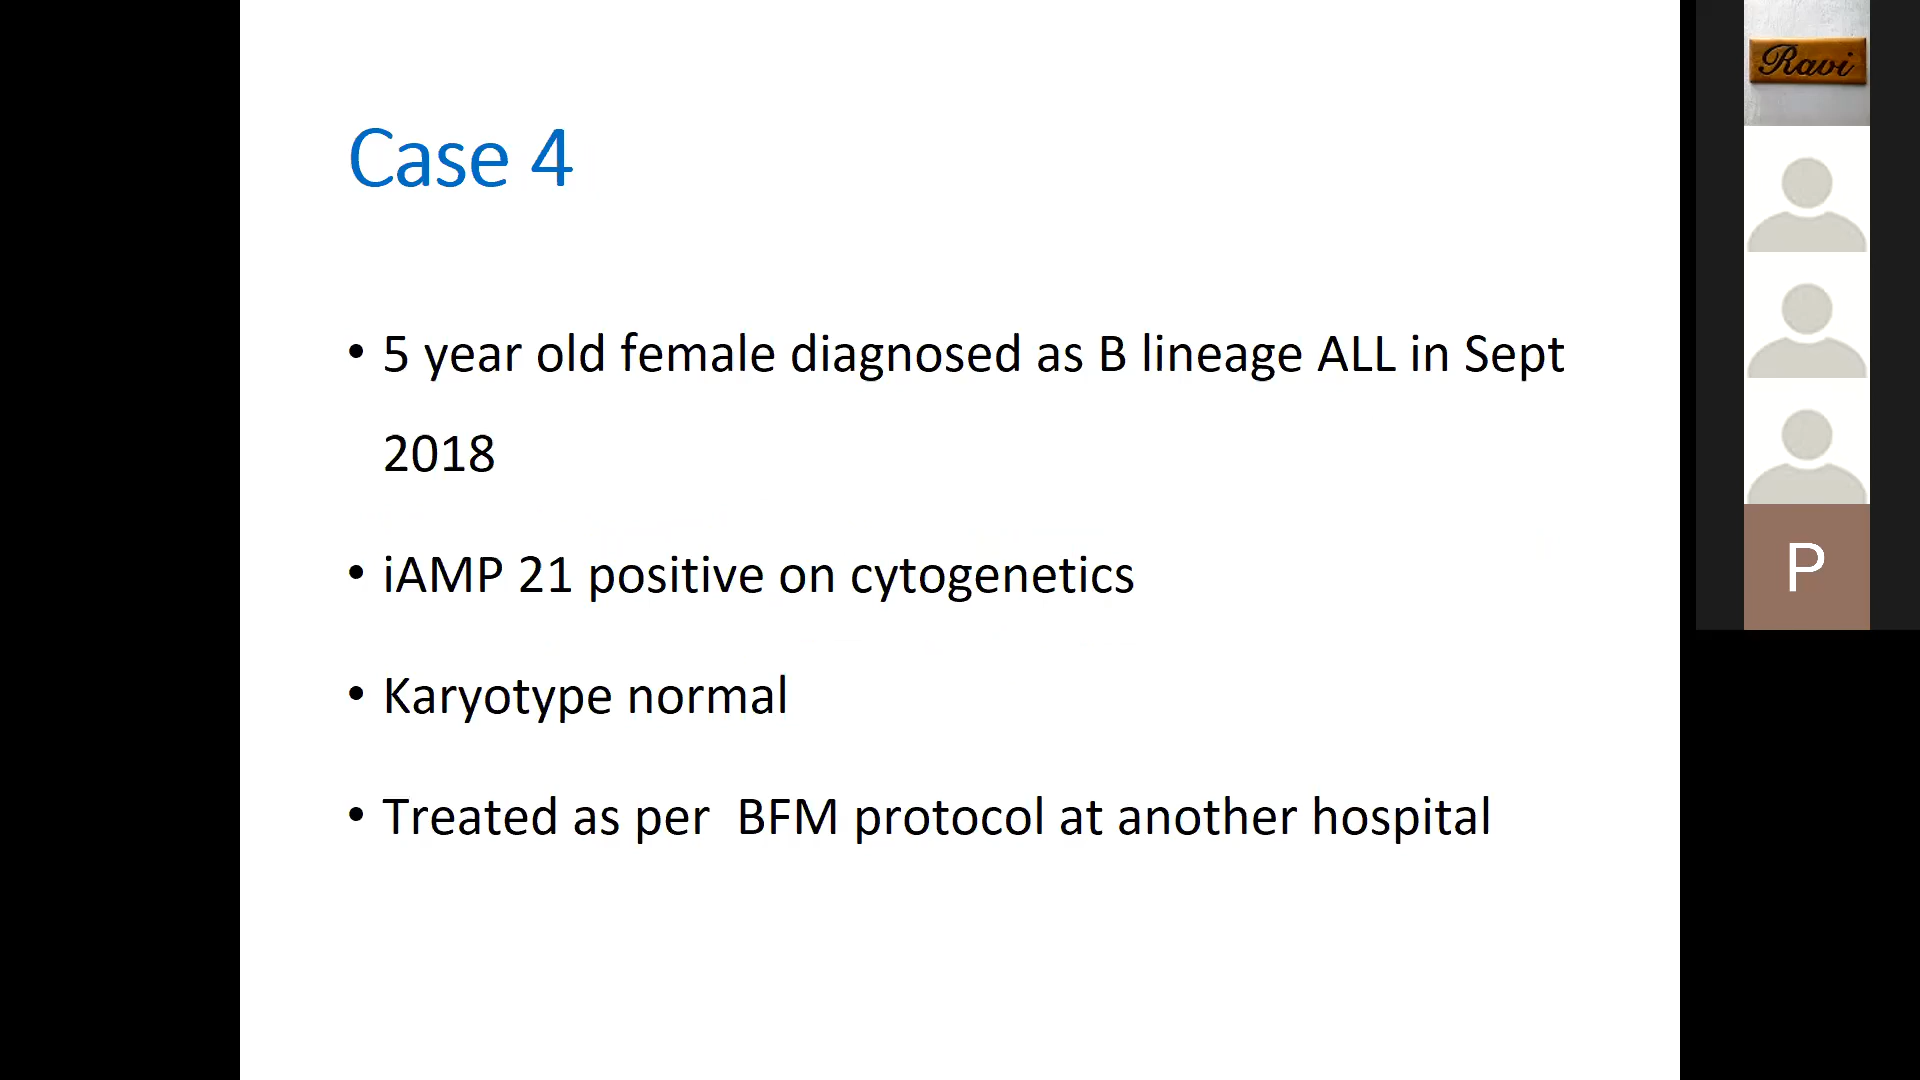 Case 4
• 5 year old female diagnosed as B lineage ALL in Sept
2018
• iAMP 21 positive on cytogenetics
• Karyotype normal
• Treated as per  BFM protocol at another hospital
Ravi
P